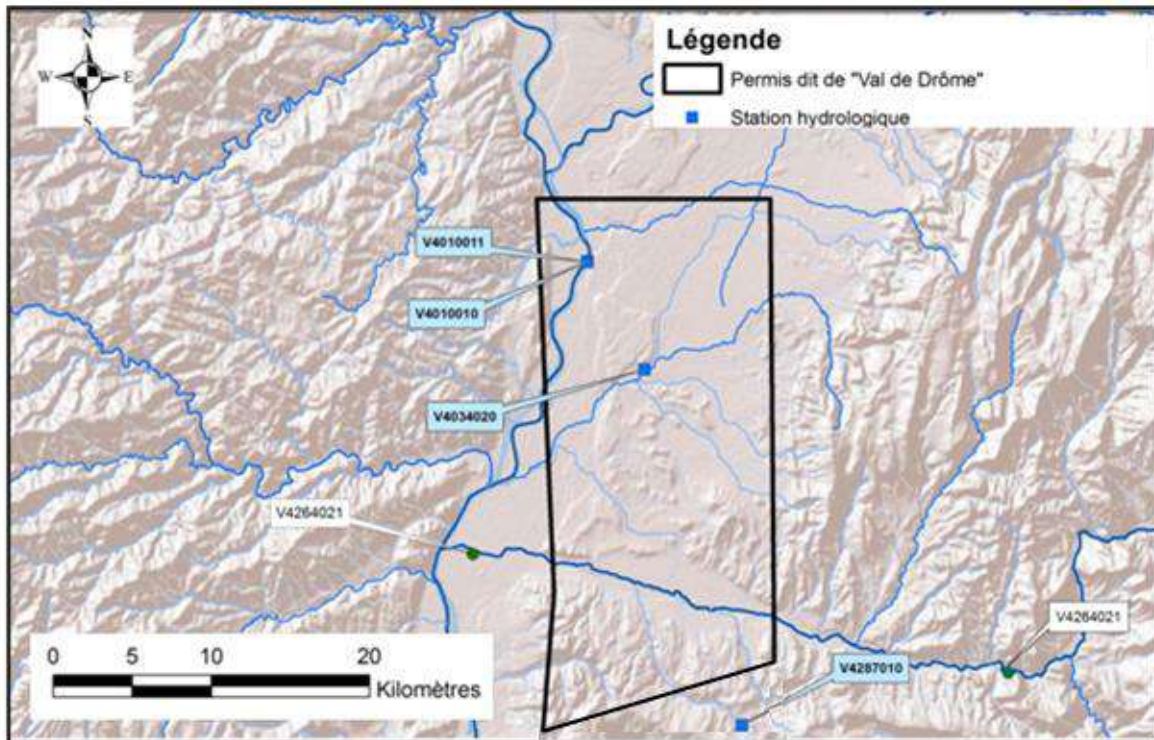 N
W E
S
Légende
Permis dit de "Val de Drôme"
Station hydrologique
V4010011
V4010010
V4034020
V4264021
V4264021
V4287010
0 5 10 20
Kilomètres